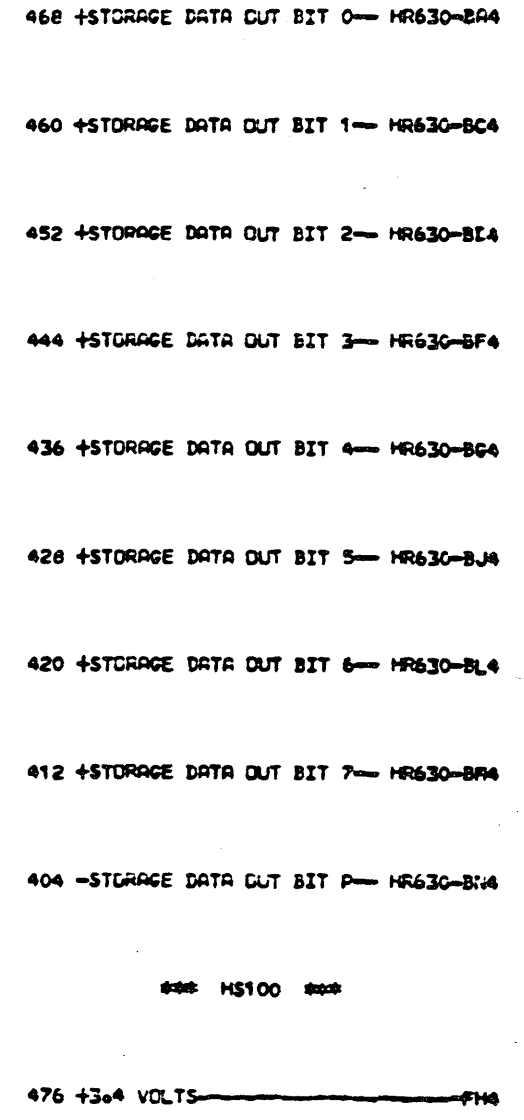 468 +STORAGE DATA OUT BIT 0— HR630-BA4
460 +STORAGE DATA OUT BIT 1— HR630-BC4
452 +STORAGE DATA OUT BIT 2— HR630-BE4
444 +STORAGE DATA OUT BIT 3— HR630-BF4
436 +STORAGE DATA OUT BIT 4— HR630-BG4
428 +STORAGE DATA OUT BIT 5— HR630-BJ4
420 +STORAGE DATA OUT BIT 6— HR630-BL4
412 +STORAGE DATA OUT BIT 7— HR630-BM4
404 -STORAGE DATA OUT BIT P— HR630-BN4
*** HS100 ***
476 +3.4 VOLTS—FH4